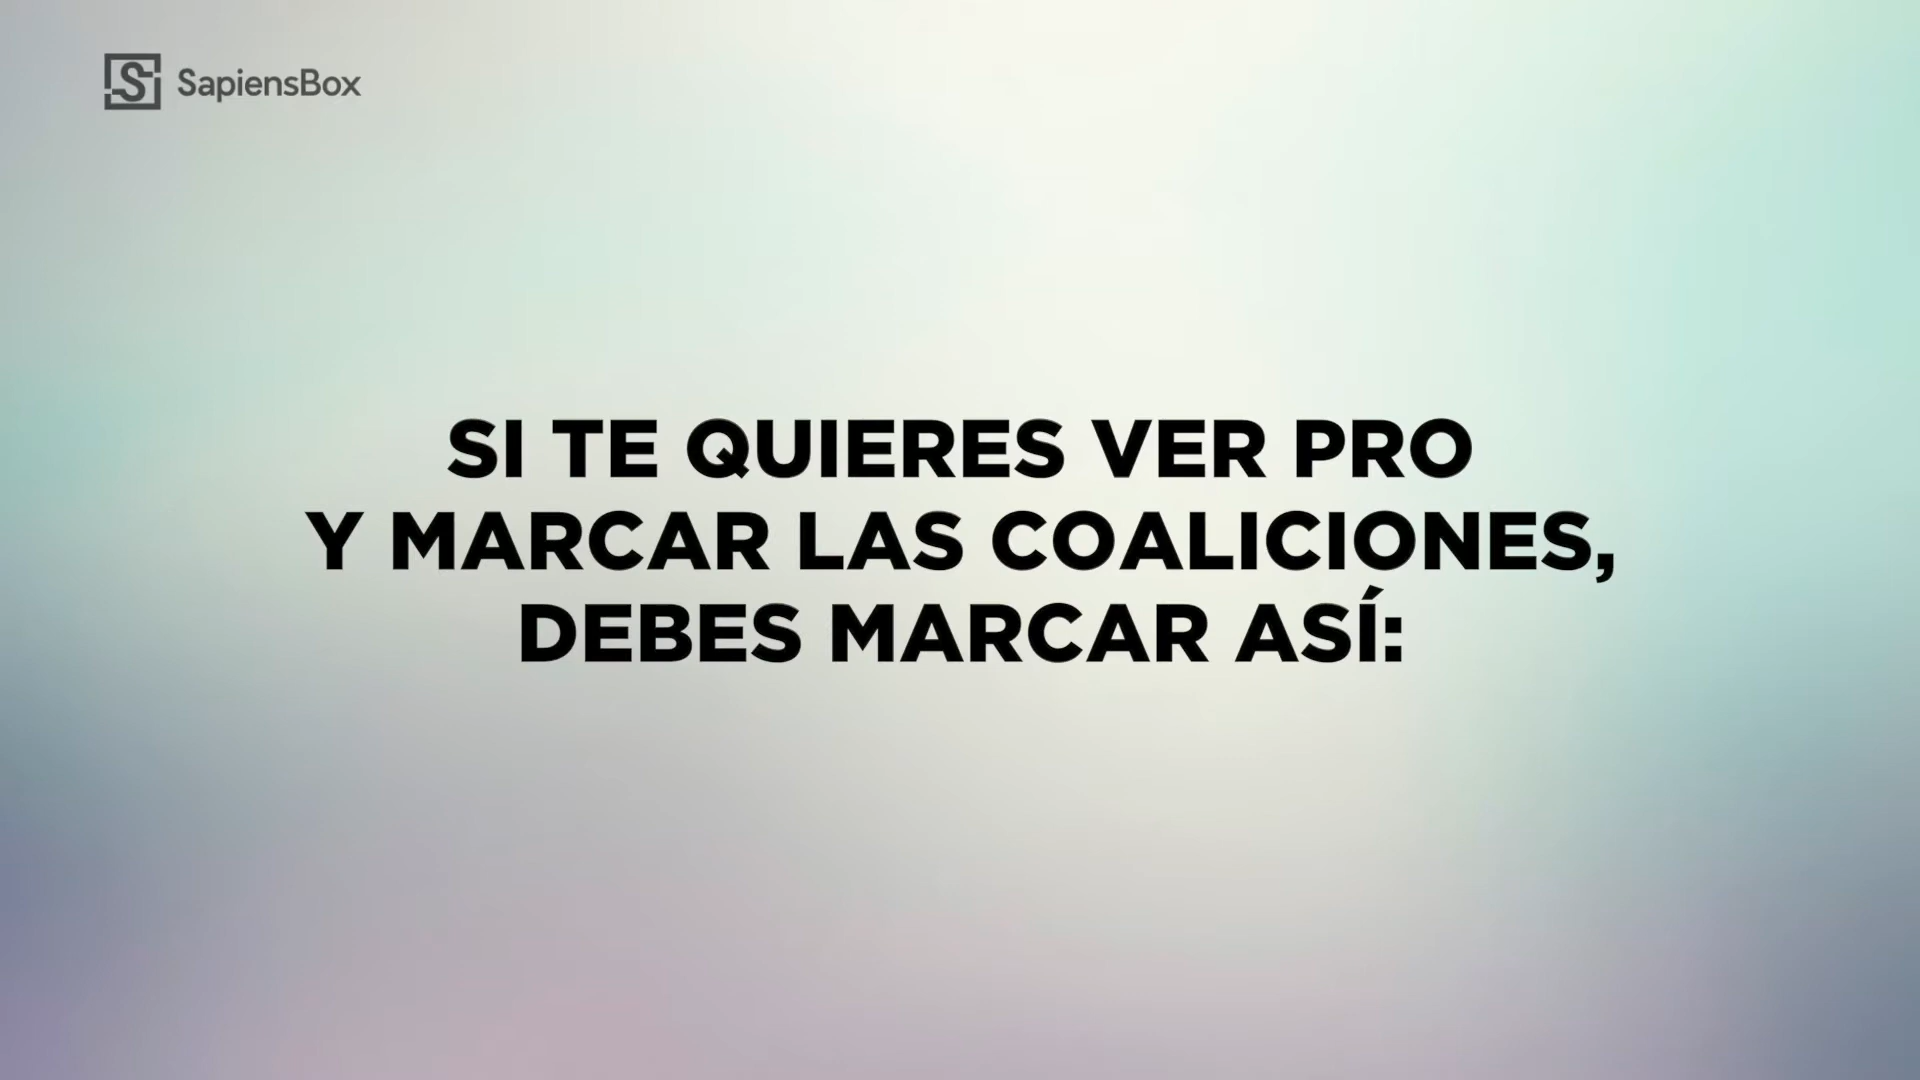 SapiensBox
SI TE QUIERES VER PRO
Y MARCAR LAS COALICIONES,
DEBES MARCAR ASÍ: